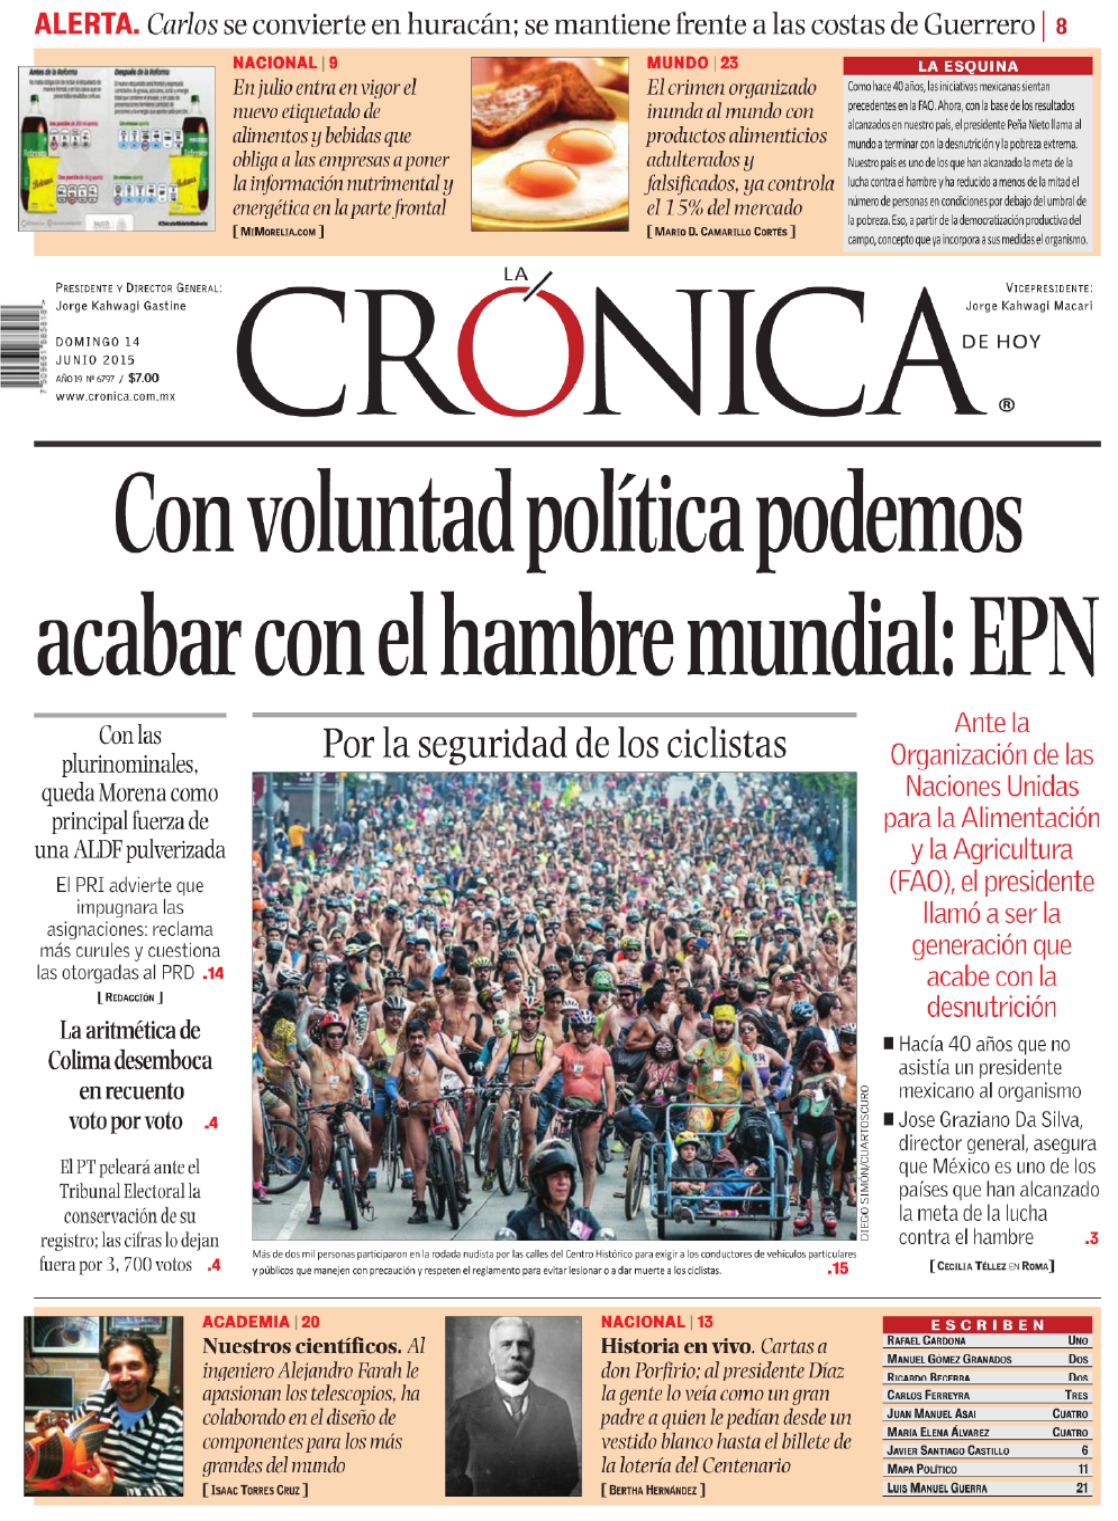 ALERTA. Carlos se convierte en huracán; se mantiene frente a las costas de Guerrero | 8
Antes de la Reforma
Después de la Reforma
NACIONAL | 9
En julio entra en vigor el
nuevo etiquetado de
alimentos y bebidas que
obliga a las empresas a poner
la información nutrimental y
energética en la parte frontal
[ MIMORELIA.COM ]
MUNDO | 23
El crimen organizado
inunda al mundo con
productos alimenticios
adulterados y
falsificados, ya controla
el 15% del mercado
[ MARIO D. CAMARILLO CORTÉS ]
LA ESQUINA
Como hace 40 años, las iniciativas mexicanas sientan
precedentes en la FAO. Ahora, con la base de los resultados
alcanzados en nuestro país, el presidente Peña Nieto llama al
mundo a terminar con la desnutrición y la pobreza extrema.
Nuestro país es uno de los que han alcanzado la meta de la
lucha contra el hambre y ha reducido a menos de la mitad el
número de personas en condiciones por debajo del umbral de
la pobreza. Eso, a partir de la democratización productiva del
campo, concepto que ya incorpora a sus medidas el organismo.
PRESIDENTE Y DIRECTOR GENERAL:
Jorge Kahwagi Gastine
DOMINGO 14
JUNIO 2015
AÑO 19 Nº 6797 / $7.00
www.cronica.com.mx
LA
CRÓNICA
DE HOY
®
VICEPRESIDENTE:
Jorge Kahwagi Macari
Con voluntad política podemos
acabar con el hambre mundial: EPN
Con las
plurinominales,
queda Morena como
principal fuerza de
una ALDF pulverizada
El PRI advierte que
impugnara las
asignaciones: reclama
más curules y cuestiona
las otorgadas al PRD .14
[ REDACCIÓN ]
La aritmética de
Colima desemboca
en recuento
voto por voto .4
El PT peleará ante el
Tribunal Electoral la
conservación de su
registro; las cifras lo dejan
fuera por 3, 700 votos .4
Por la seguridad de los ciclistas
DIEGO SIMÓN/CUARTOSCURO
Más de dos mil personas participaron en la rodada nudista por las calles del Centro Histórico para exigir a los conductores de vehículos particulares
y públicos que manejen con precaución y respeten el reglamento para evitar lesionar o a dar muerte a los ciclistas. .15
Ante la
Organización de las
Naciones Unidas
para la Alimentación
y la Agricultura
(FAO), el presidente
llamó a ser la
generación que
acabe con la
desnutrición
■ Hacía 40 años que no
asistía un presidente
mexicano al organismo
■ Jose Graziano Da Silva,
director general, asegura
que México es uno de los
países que han alcanzado
la meta de la lucha
contra el hambre .3
[ CECILIA TÉLLEZ EN ROMA ]
ACADEMIA | 20
Nuestros científicos. Al
ingeniero Alejandro Farah le
apasionan los telescopios, ha
colaborado en el diseño de
componentes para los más
grandes del mundo
[ ISAAC TORRES CRUZ ]
NACIONAL | 13
Historia en vivo. Cartas a
don Porfirio; al presidente Díaz
la gente lo veía como un gran
padre a quien le pedían desde un
vestido blanco hasta el billete de
la lotería del Centenario
[ BERTHA HERNÁNDEZ ]
ESCRIBEN
RAFAEL CARDONA UNO
MANUEL GÓMEZ GRANADOS DOS
RICARDO BECERRA DOS
CARLOS FERREYRA TRES
JUAN MANUEL ASAI CUATRO
MARÍA ELENA ÁLVAREZ CUATRO
JAVIER SANTIAGO CASTILLO 6
MAPA POLÍTICO 11
LUIS MANUEL GUERRA 21